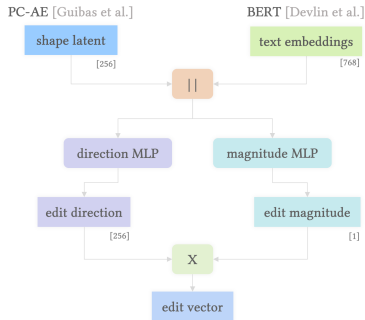 PC-AE [Guibas et al.] BERT [Devlin et al.]
shape latent text embeddings
[256] [768]
||
direction MLP magnitude MLP
edit direction edit magnitude
[256] [1]
X
edit vector